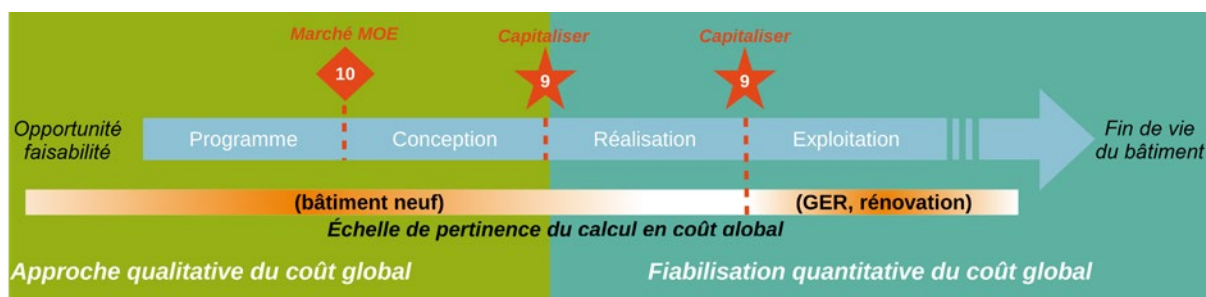 Marché MOE
Capitaliser
Capitaliser
10
9
9
Opportunité
faisabilité
Programme
Conception
Réalisation
Exploitation
Fin de vie
du bâtiment
(bâtiment neuf)
(GER, rénovation)
Échelle de pertinence du calcul en coût global
Approche qualitative du coût global
Fiabilisation quantitative du coût global